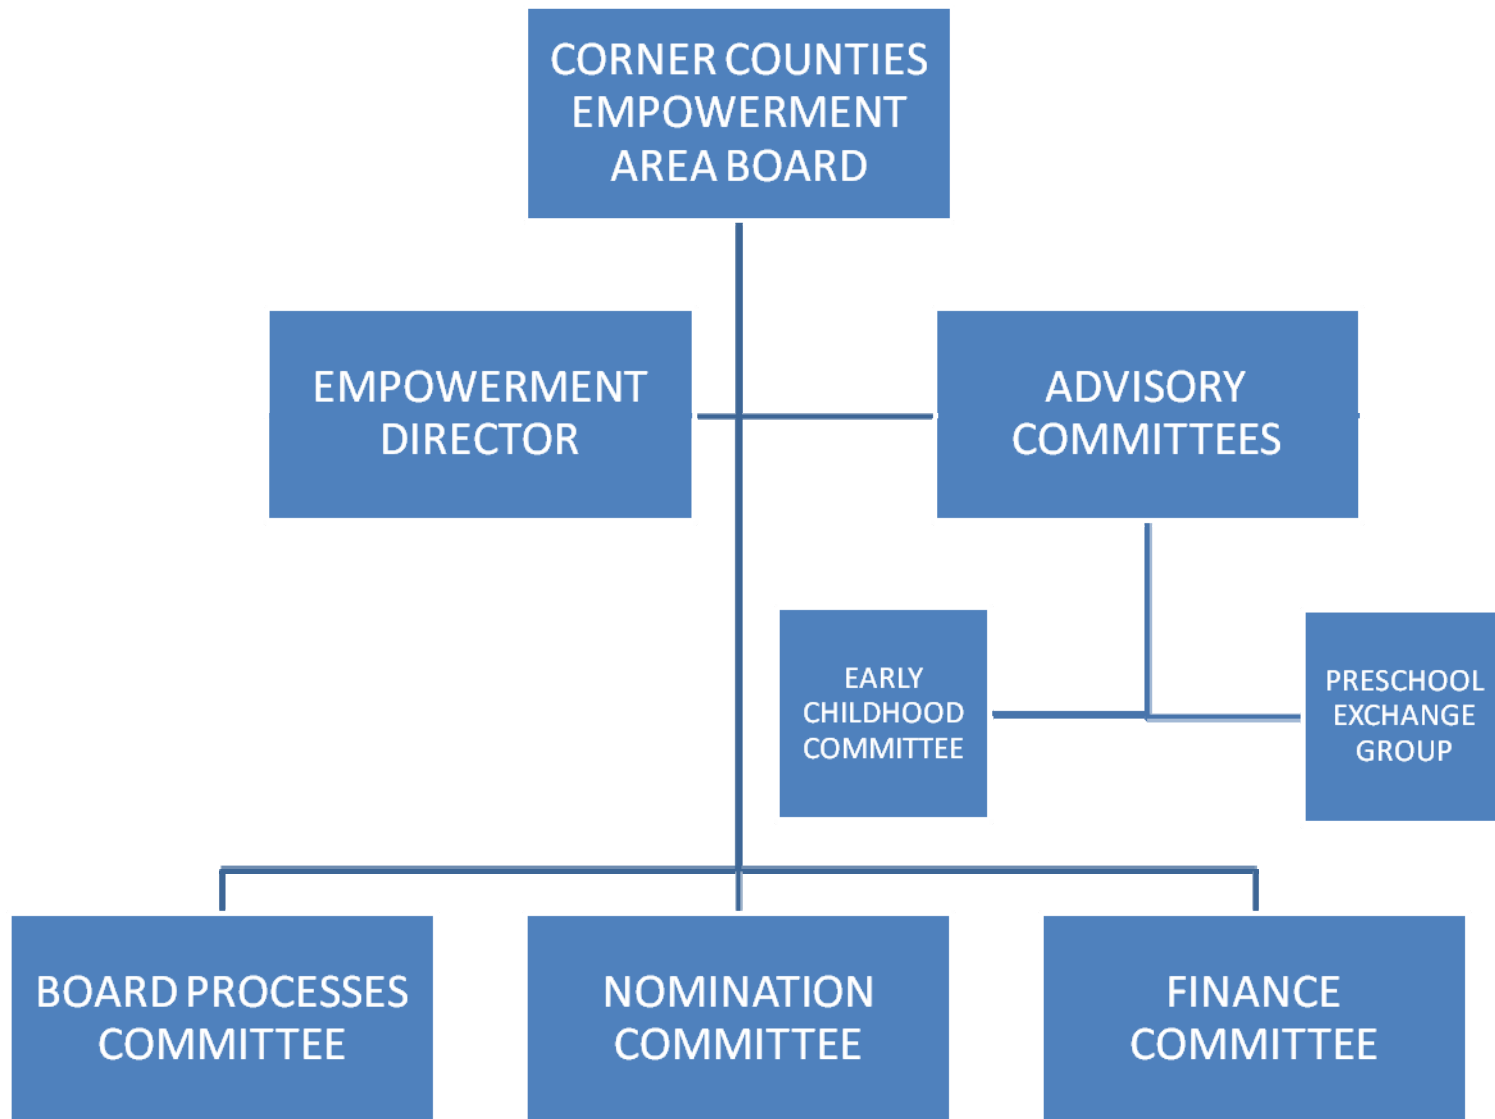 CORNER COUNTIES
EMPOWERMENT
AREA BOARD
EMPOWERMENT
DIRECTOR
ADVISORY
COMMITTEES
EARLY
CHILDHOOD
COMMITTEE
PRESCHOOL
EXCHANGE
GROUP
BOARD PROCESSES
COMMITTEE
NOMINATION
COMMITTEE
FINANCE
COMMITTEE